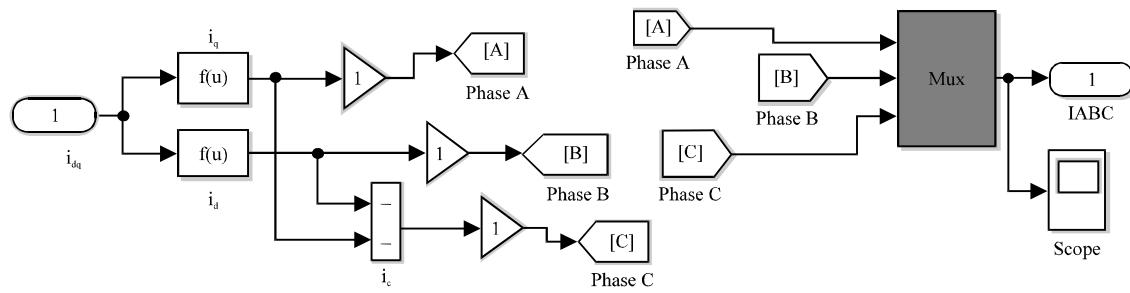 i_q
f(u)
1
[A]
Phase A
1
i_dq
f(u)
i_d
1
[B]
Phase B
−
−
i_c
1
[C]
Phase C
[A]
Phase A
[B]
Phase B
[C]
Phase C
Mux
1
IABC
Scope